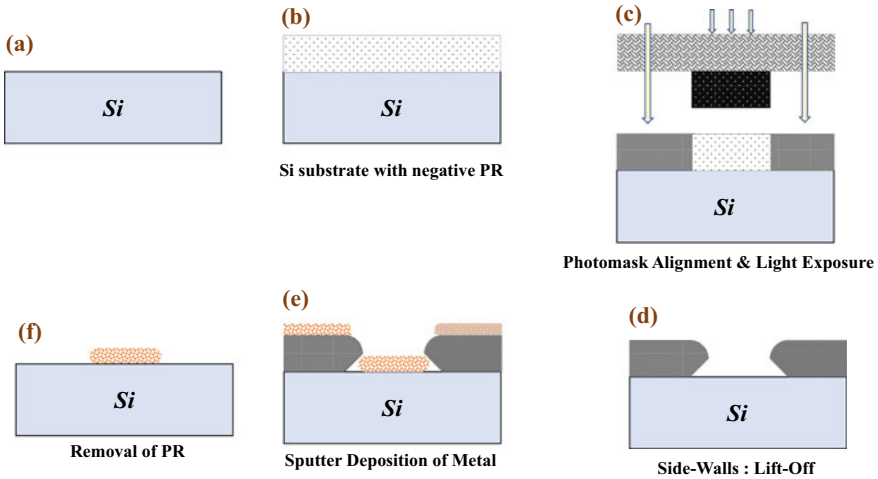 (a)
Si
(b)
Si
Si substrate with negative PR
(c)
Si
Photomask Alignment & Light Exposure
(d)
Si
Side-Walls : Lift-Off
(e)
Si
Sputter Deposition of Metal
(f)
Si
Removal of PR